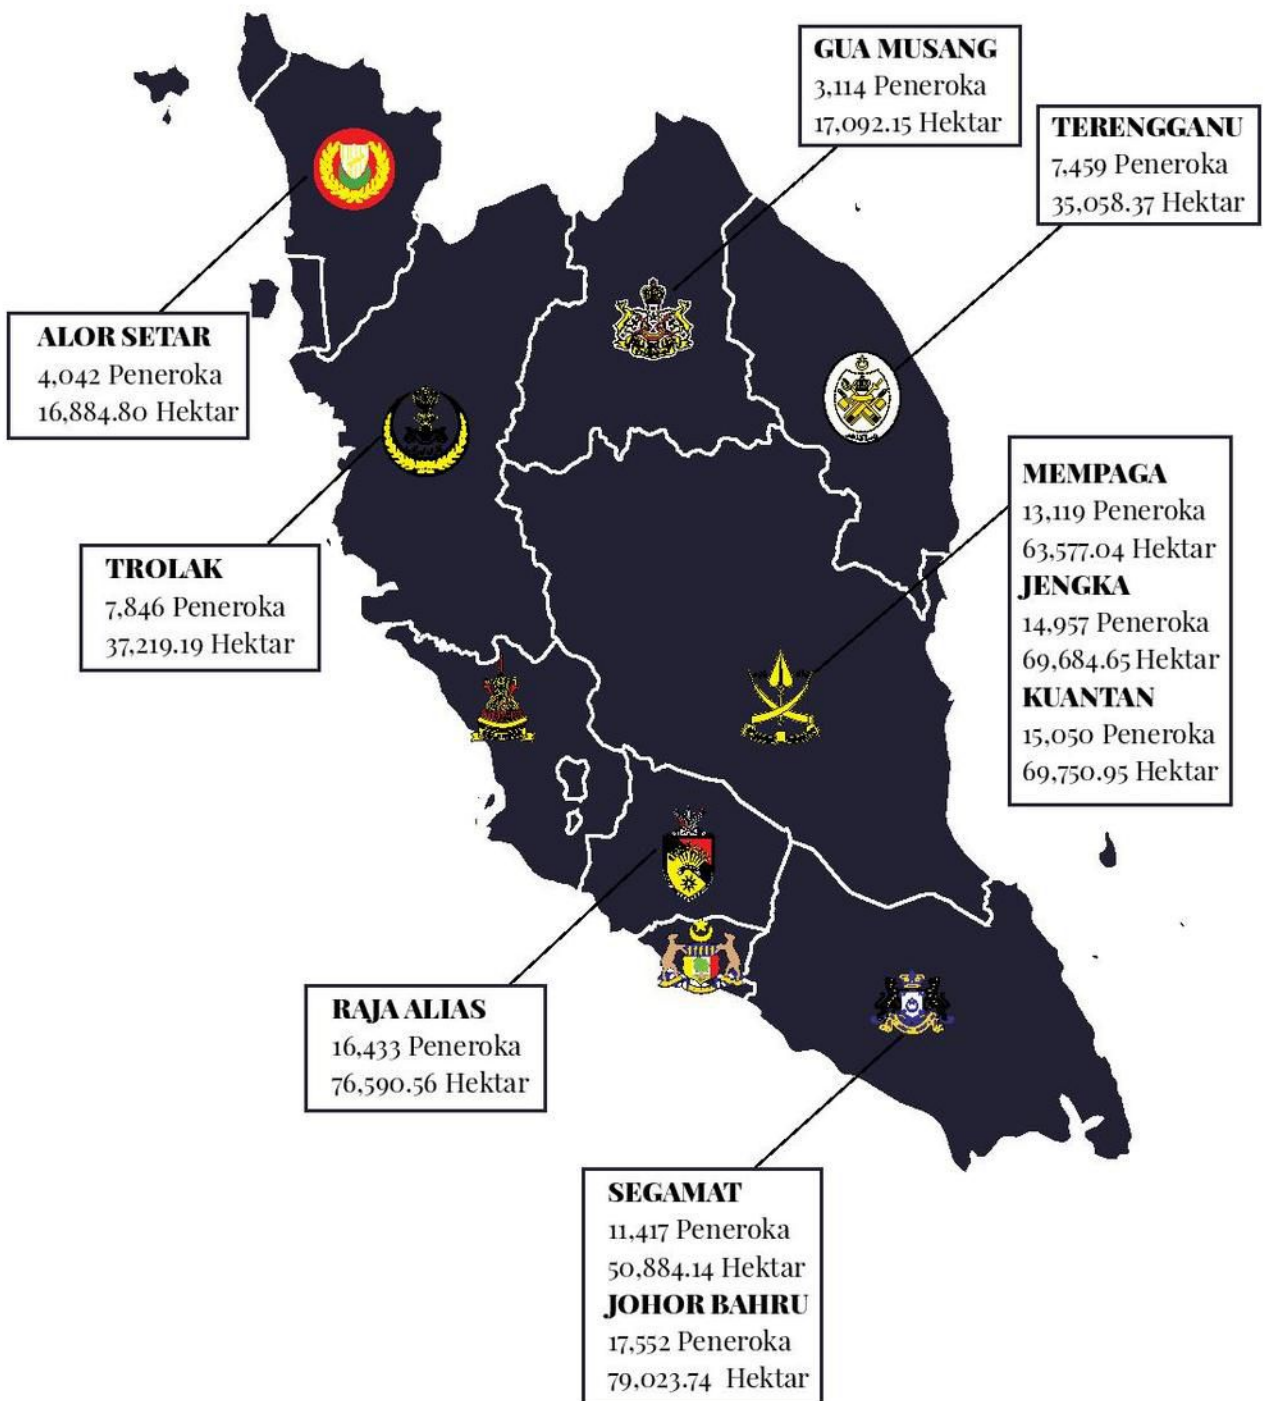 GUA MUSANG
3,114 Peneroka
17,092.15 Hektar
TERENGGANU
7,459 Peneroka
35,058.37 Hektar
ALOR SETAR
4,042 Peneroka
16,884.80 Hektar
MEMPAGA
13,119 Peneroka
63,577.04 Hektar
JENGKA
14,957 Peneroka
69,684.65 Hektar
KUANTAN
15,050 Peneroka
69,750.95 Hektar
TROLAK
7,846 Peneroka
37,219.19 Hektar
RAJA ALIAS
16,433 Peneroka
76,590.56 Hektar
SEGAMAT
11,417 Peneroka
50,884.14 Hektar
JOHOR BAHRU
17,552 Peneroka
79,023.74 Hektar